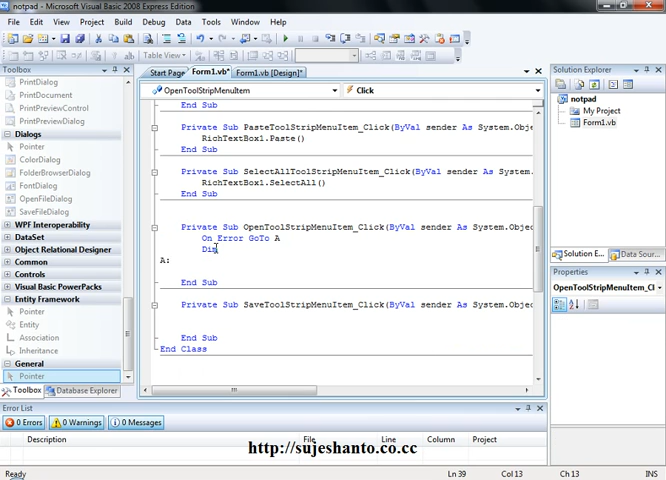 notpad - Microsoft Visual Basic 2008 Express Edition
File Edit View Project Build Debug Data Tools Window Help
Table View
Toolbox
PrintDialog
PrintDocument
PrintPreviewControl
PrintPreviewDialog
Dialogs
Pointer
ColorDialog
FolderBrowserDialog
FontDialog
OpenFileDialog
SaveFileDialog
WPF Interoperability
DataSet
Object Relational Designer
Common
Controls
Visual Basic PowerPacks
Entity Framework
Pointer
Entity
Association
Inheritance
General
Pointer
Toolbox Database Explorer
Start Page Form1.vb* Form1.vb [Design]*
OpenToolStripMenuItem Click
End Sub
Private Sub PasteToolStripMenuItem_Click(ByVal sender As System.Objec
RichTextBox1.Paste()
End Sub
Private Sub SelectAllToolStripMenuItem_Click(ByVal sender As System.
RichTextBox1.SelectAll()
End Sub
Private Sub OpenToolStripMenuItem_Click(ByVal sender As System.Objec
On Error GoTo A
Dim
A:
End Sub
Private Sub SaveToolStripMenuItem_Click(ByVal sender As System.Objec
End Sub
End Class
Solution Explorer
notpad
My Project
Form1.vb
Solution E... Data Sour...
Properties
OpenToolStripMenuItem_Cl
Error List
0 Errors 0 Warnings 0 Messages
Description File Line Column Project
http://sujeshanto.co.cc
Ready Ln 39 Col 13 Ch 13 INS